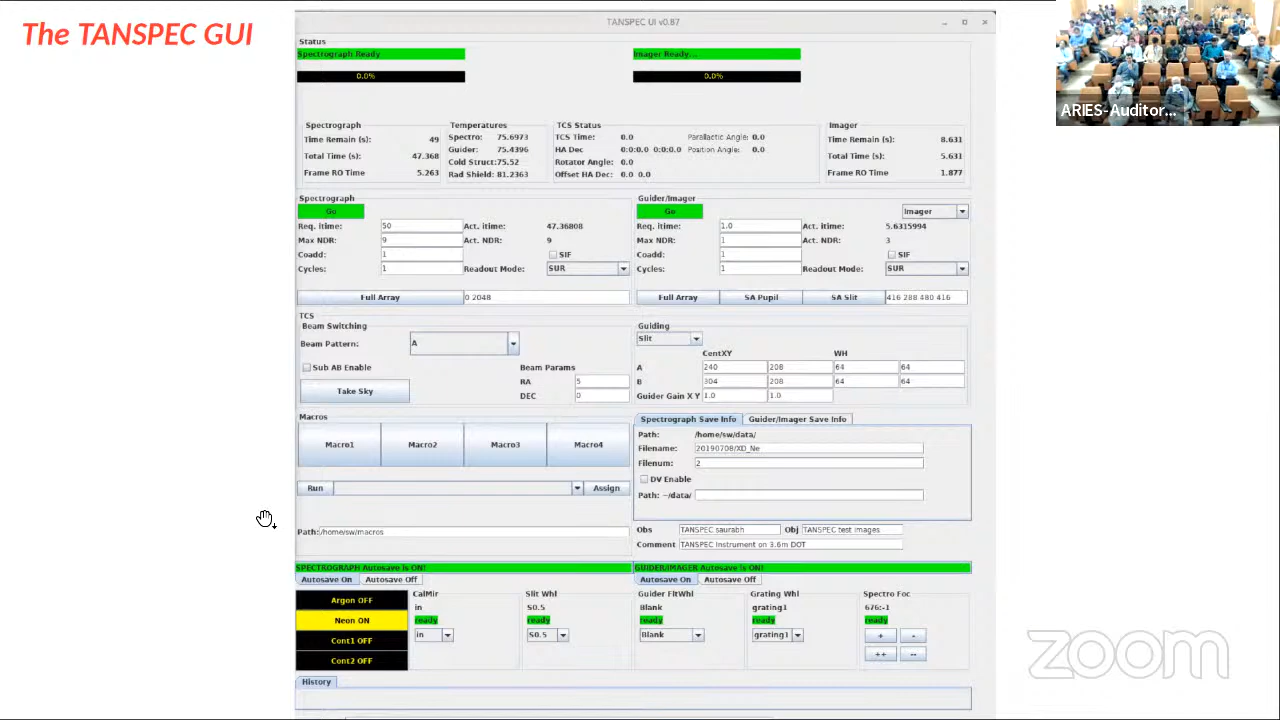 The TANSPEC GUI
TANSPEC UI v0.87
Status
Spectrograph Ready
Imager Ready...
0.0%
0.0%
Spectrograph
Time Remain (s): 49
Total Time (s): 47.368
Frame RO Time 5.263
Temperatures
Spectro: 75.6973
Guider: 75.4396
Cold Struct:75.52
Rad Shield: 81.2363
TCS Status
TCS Time: 0.0 Parallactic Angle: 0.0
HA Dec 0:0:0.0 0:0:0.0 Position Angle: 0.0
Rotator Angle: 0.0
Offset HA Dec: 0.0 0.0
Imager
Time Remain (s): 8.631
Total Time (s): 5.631
Frame RO Time 1.877
Spectrograph
Go
Req. itime: 50 Act. itime: 47.36808
Max NDR: 9 Act. NDR: 9
Coadd: 1 SIF
Cycles: 1 Readout Mode: SUR
Full Array 0 2048
Guider/Imager
Go Imager
Req. itime: 1.0 Act. itime: 5.6315994
Max NDR: 1 Act. NDR: 3
Coadd: 1 SIF
Cycles: 1 Readout Mode: SUR
Full Array SA Pupil SA Slit 416 288 480 416
TCS
Beam Switching
Beam Pattern: A
Sub AB Enable
Take Sky
Beam Params
RA 5
DEC 0
Guiding
Slit
CentXY WH
A 240 208 64 64
B 304 208 64 64
Guider Gain X Y 1.0 1.0
Macros
Macro1 Macro2 Macro3 Macro4
Run Assign
Path:/home/sw/macros
Spectrograph Save Info Guider/Imager Save Info
Path: /home/sw/data/
Filename: 20190708/XD_Ne
Filenum: 2
DV Enable
Path: ~/data/
Obs TANSPEC saurabh Obj TANSPEC test images
Comment TANSPEC Instrument on 3.6m DOT
SPECTROGRAPH Autosave is ON!
Autosave On Autosave Off
GUIDER/IMAGER Autosave is ON!
Autosave On Autosave Off
Argon OFF
Neon ON
Cont1 OFF
Cont2 OFF
CalMir
in
ready
in
Slit Whl
S0.5
ready
S0.5
Guider FltWhl
Blank
ready
Blank
Grating Whl
grating1
ready
grating1
Spectro Foc
676:-1
ready
+ -
++ --
History
ARIES-Auditor...
zoom